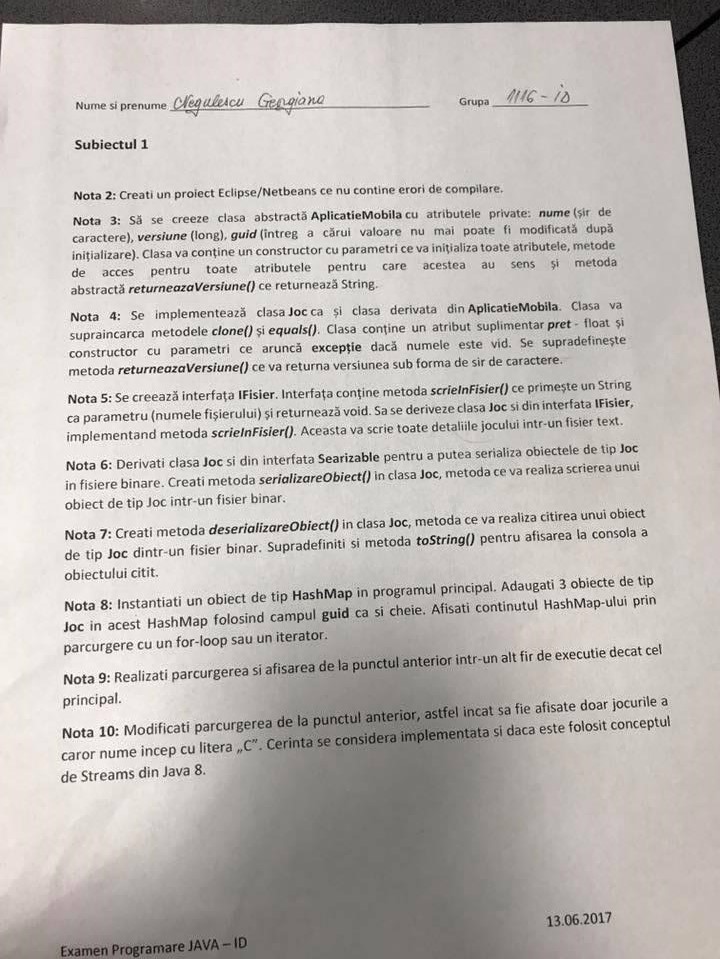 Nume si prenume Negulescu Georgiana Grupa 1116 - ID
Subiectul 1
Nota 2: Creati un proiect Eclipse/Netbeans ce nu contine erori de compilare.
Nota 3: Să se creeze clasa abstractă AplicatieMobila cu atributele private: nume (șir de
caractere), versiune (long), guid (întreg a cărui valoare nu mai poate fi modificată după
inițializare). Clasa va conține un constructor cu parametri ce va inițializa toate atributele, metode
de acces pentru toate atributele pentru care acestea au sens și metoda
abstractă returneazaVersiune() ce returnează String.
Nota 4: Se implementează clasa Joc ca și clasa derivata din AplicatieMobila. Clasa va
supraincarca metodele clone() și equals(). Clasa conține un atribut suplimentar pret - float și
constructor cu parametri ce aruncă excepție dacă numele este vid. Se supradefinește
metoda returneazaVersiune() ce va returna versiunea sub forma de sir de caractere.
Nota 5: Se creează interfața IFisier. Interfața conține metoda scrieInFisier() ce primește un String
ca parametru (numele fișierului) și returnează void. Sa se deriveze clasa Joc si din interfata IFisier,
implementand metoda scrieInFisier(). Aceasta va scrie toate detaliile jocului intr-un fisier text.
Nota 6: Derivati clasa Joc si din interfata Searizable pentru a putea serializa obiectele de tip Joc
in fisiere binare. Creati metoda serializareObiect() in clasa Joc, metoda ce va realiza scrierea unui
obiect de tip Joc intr-un fisier binar.
Nota 7: Creati metoda deserializareObiect() in clasa Joc, metoda ce va realiza citirea unui obiect
de tip Joc dintr-un fisier binar. Supradefiniti si metoda toString() pentru afisarea la consola a
obiectului citit.
Nota 8: Instantiati un obiect de tip HashMap in programul principal. Adaugati 3 obiecte de tip
Joc in acest HashMap folosind campul guid ca si cheie. Afisati continutul HashMap-ului prin
parcurgere cu un for-loop sau un iterator.
Nota 9: Realizati parcurgerea si afisarea de la punctul anterior intr-un alt fir de executie decat cel
principal.
Nota 10: Modificati parcurgerea de la punctul anterior, astfel incat sa fie afisate doar jocurile a
caror nume incep cu litera „C”. Cerinta se considera implementata si daca este folosit conceptul
de Streams din Java 8.
13.06.2017
Examen Programare JAVA – ID